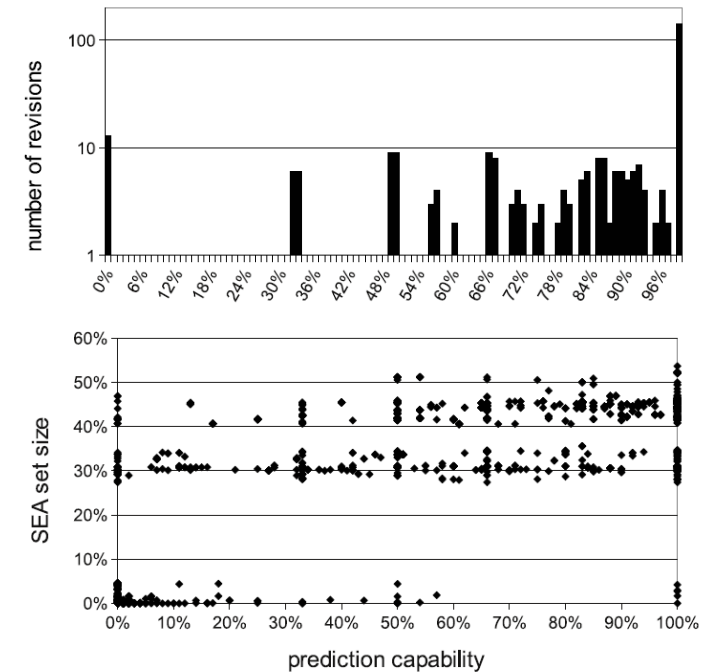 number of revisions
100
10
1
0% 6% 12% 18% 24% 30% 36% 42% 48% 54% 60% 66% 72% 78% 84% 90% 96%
SEA set size
60%
50%
40%
30%
20%
10%
0%
0% 10% 20% 30% 40% 50% 60% 70% 80% 90% 100%
prediction capability